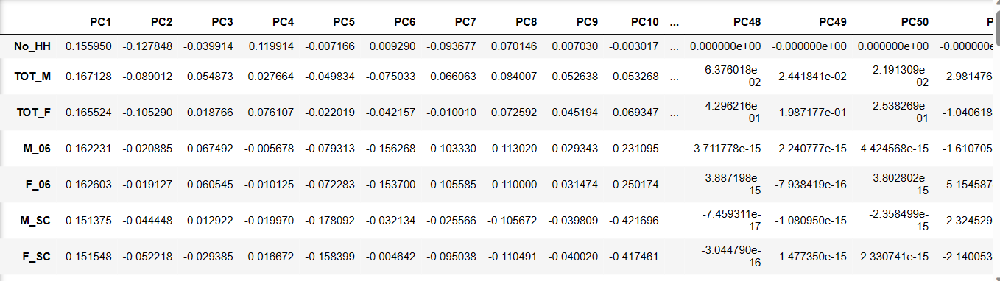 PC1 PC2 PC3 PC4 PC5 PC6 PC7 PC8 PC9 PC10 ... PC48 PC49 PC50 P
No_HH 0.155950 -0.127848 -0.039914 0.119914 -0.007166 0.009290 -0.093677 0.070146 0.007030 -0.003017 ... 0.000000e+00 -0.000000e+00 0.000000e+00 -0.000000e
TOT_M 0.167128 -0.089012 0.054873 0.027664 -0.049834 -0.075033 0.066063 0.084007 0.052638 0.053268 ... -6.376018e-02 2.441841e-02 -2.191309e-02 2.981476
TOT_F 0.165524 -0.105290 0.018766 0.076107 -0.022019 -0.042157 -0.010010 0.072592 0.045194 0.069347 ... -4.296216e-01 1.987177e-01 -2.538269e-01 -1.040618
M_06 0.162231 -0.020885 0.067492 -0.005678 -0.079313 -0.156268 0.103330 0.113020 0.029343 0.231095 ... 3.711778e-15 2.240777e-15 4.424568e-15 -1.610705
F_06 0.162603 -0.019127 0.060545 -0.010125 -0.072283 -0.153700 0.105585 0.110000 0.031474 0.250174 ... -3.887198e-15 -7.938419e-16 -3.802802e-15 5.154587
M_SC 0.151375 -0.044448 0.012922 -0.019970 -0.178092 -0.032134 -0.025566 -0.105672 -0.039809 -0.421696 ... -7.459311e-17 -1.080950e-15 -2.358499e-15 2.324529
F_SC 0.151548 -0.052218 -0.029385 0.016672 -0.158399 -0.004642 -0.095038 -0.110491 -0.040020 -0.417461 ... -3.044790e-16 1.477350e-15 2.330741e-15 -2.140053